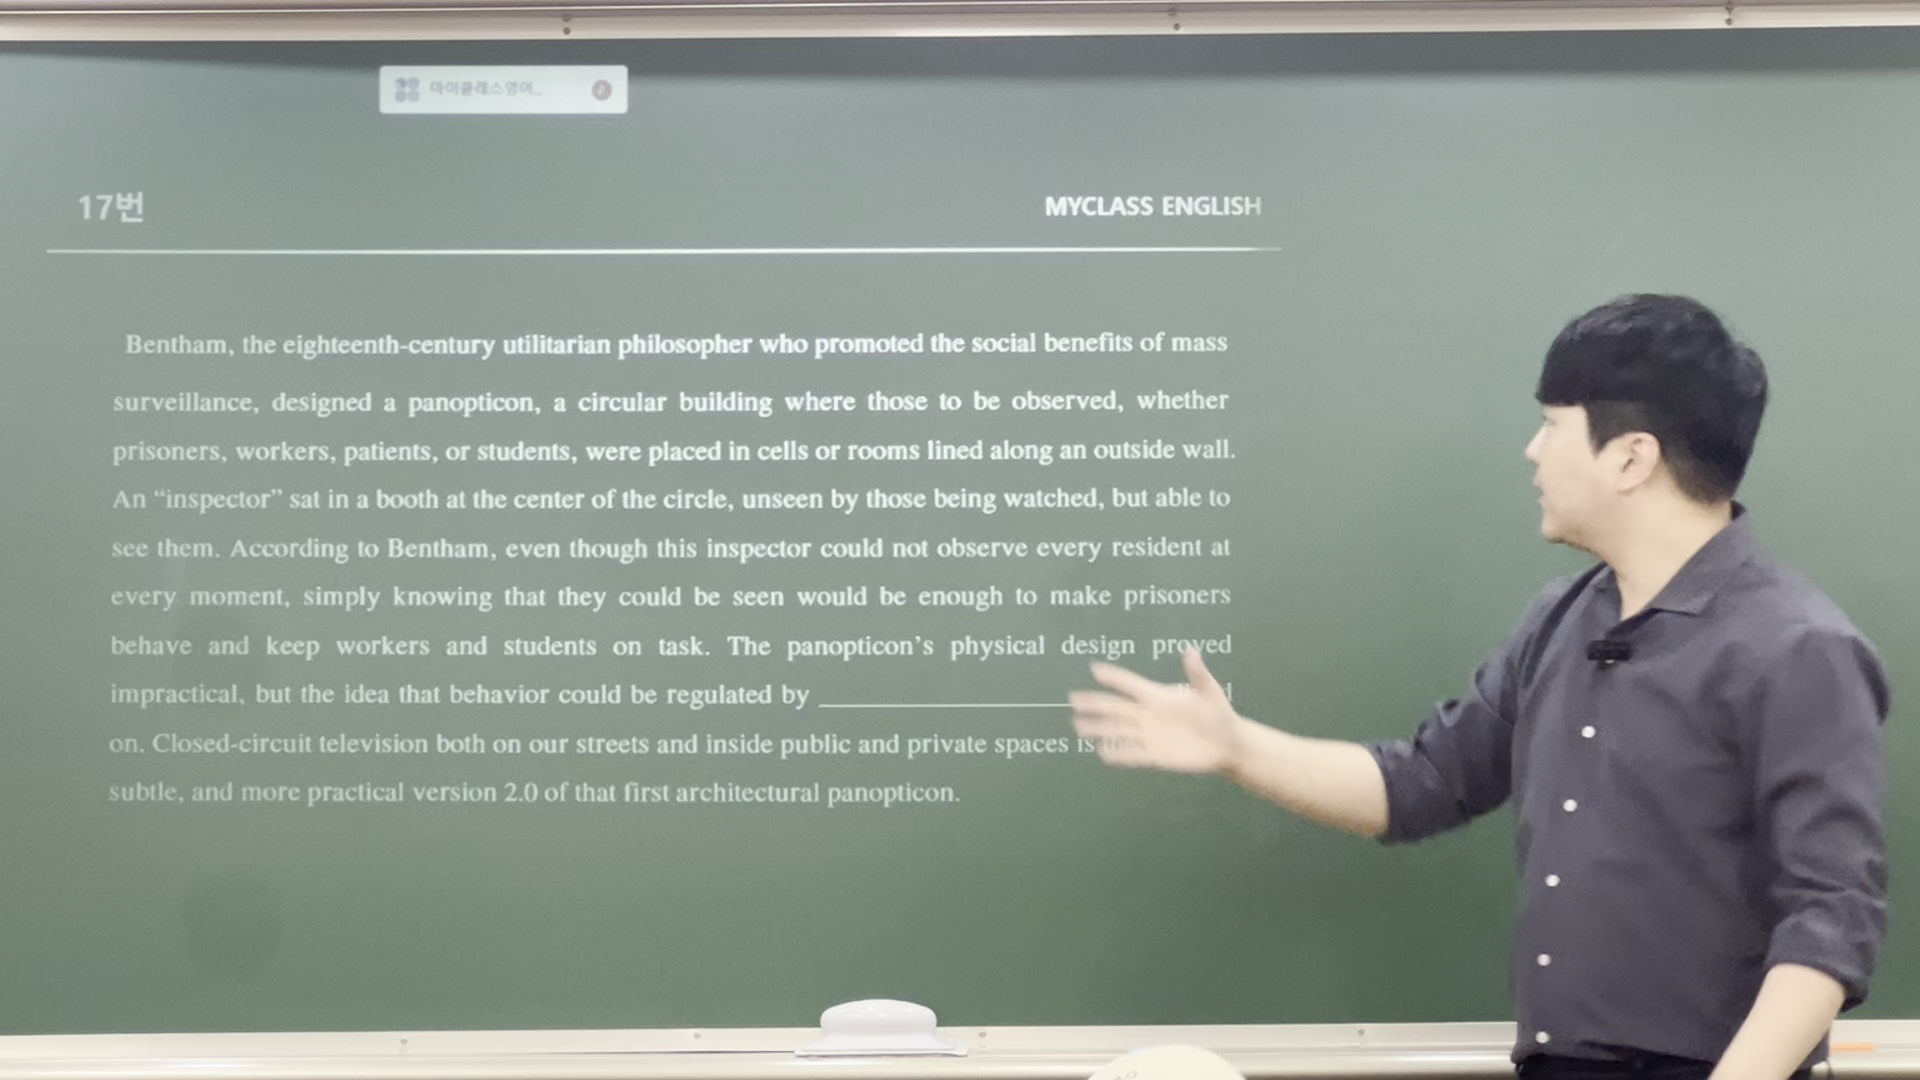 마이클래스영어_
17번
MYCLASS ENGLISH
Bentham, the eighteenth-century utilitarian philosopher who promoted the social benefits of mass
surveillance, designed a panopticon, a circular building where those to be observed, whether
prisoners, workers, patients, or students, were placed in cells or rooms lined along an outside wall.
An “inspector” sat in a booth at the center of the circle, unseen by those being watched, but able to
see them. According to Bentham, even though this inspector could not observe every resident at
every moment, simply knowing that they could be seen would be enough to make prisoners
behave and keep workers and students on task. The panopticon’s physical design proved
impractical, but the idea that behavior could be regulated by
on. Closed-circuit television both on our streets and inside public and private spaces is
subtle, and more practical version 2.0 of that first architectural panopticon.